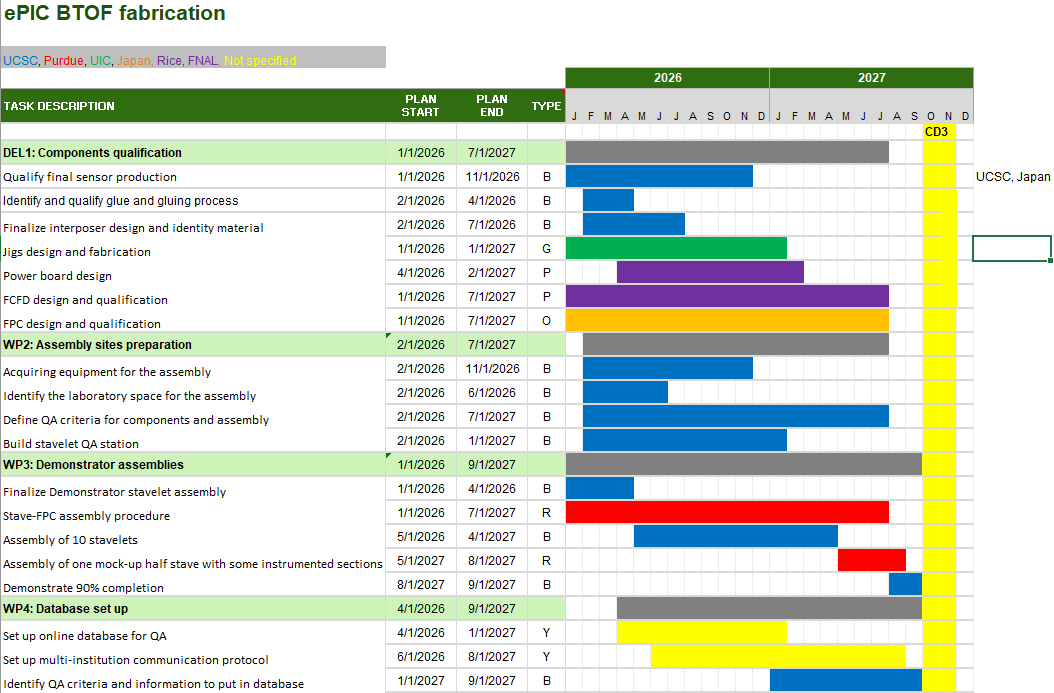 ePIC BTOF fabrication
UCSC, Purdue, UIC, Japan, Rice, FNAL, Not specified
2026 2027
TASK DESCRIPTION PLAN START PLAN END TYPE
J F M A M J J A S O N D J F M A M J J A S O N D
CD3
DEL1: Components qualification 1/1/2026 7/1/2027
Qualify final sensor production 1/1/2026 11/1/2026 B UCSC, Japan
Identify and qualify glue and gluing process 2/1/2026 4/1/2026 B
Finalize interposer design and identity material 2/1/2026 7/1/2026 B
Jigs design and fabrication 1/1/2026 1/1/2027 G
Power board design 4/1/2026 2/1/2027 P
FCFD design and qualification 1/1/2026 7/1/2027 P
FPC design and qualification 1/1/2026 7/1/2027 O
WP2: Assembly sites preparation 2/1/2026 7/1/2027
Acquiring equipment for the assembly 2/1/2026 11/1/2026 B
Identify the laboratory space for the assembly 2/1/2026 6/1/2026 B
Define QA criteria for components and assembly 2/1/2026 7/1/2027 B
Build stavelet QA station 2/1/2026 1/1/2027 B
WP3: Demonstrator assemblies 1/1/2026 9/1/2027
Finalize Demonstrator stavelet assembly 1/1/2026 4/1/2026 B
Stave-FPC assembly procedure 1/1/2026 7/1/2027 R
Assembly of 10 stavelets 5/1/2026 4/1/2027 B
Assembly of one mock-up half stave with some instrumented sections 5/1/2027 8/1/2027 R
Demonstrate 90% completion 8/1/2027 9/1/2027 B
WP4: Database set up 4/1/2026 9/1/2027
Set up online database for QA 4/1/2026 1/1/2027 Y
Set up multi-institution communication protocol 6/1/2026 8/1/2027 Y
Identify QA criteria and information to put in database 1/1/2027 9/1/2027 B